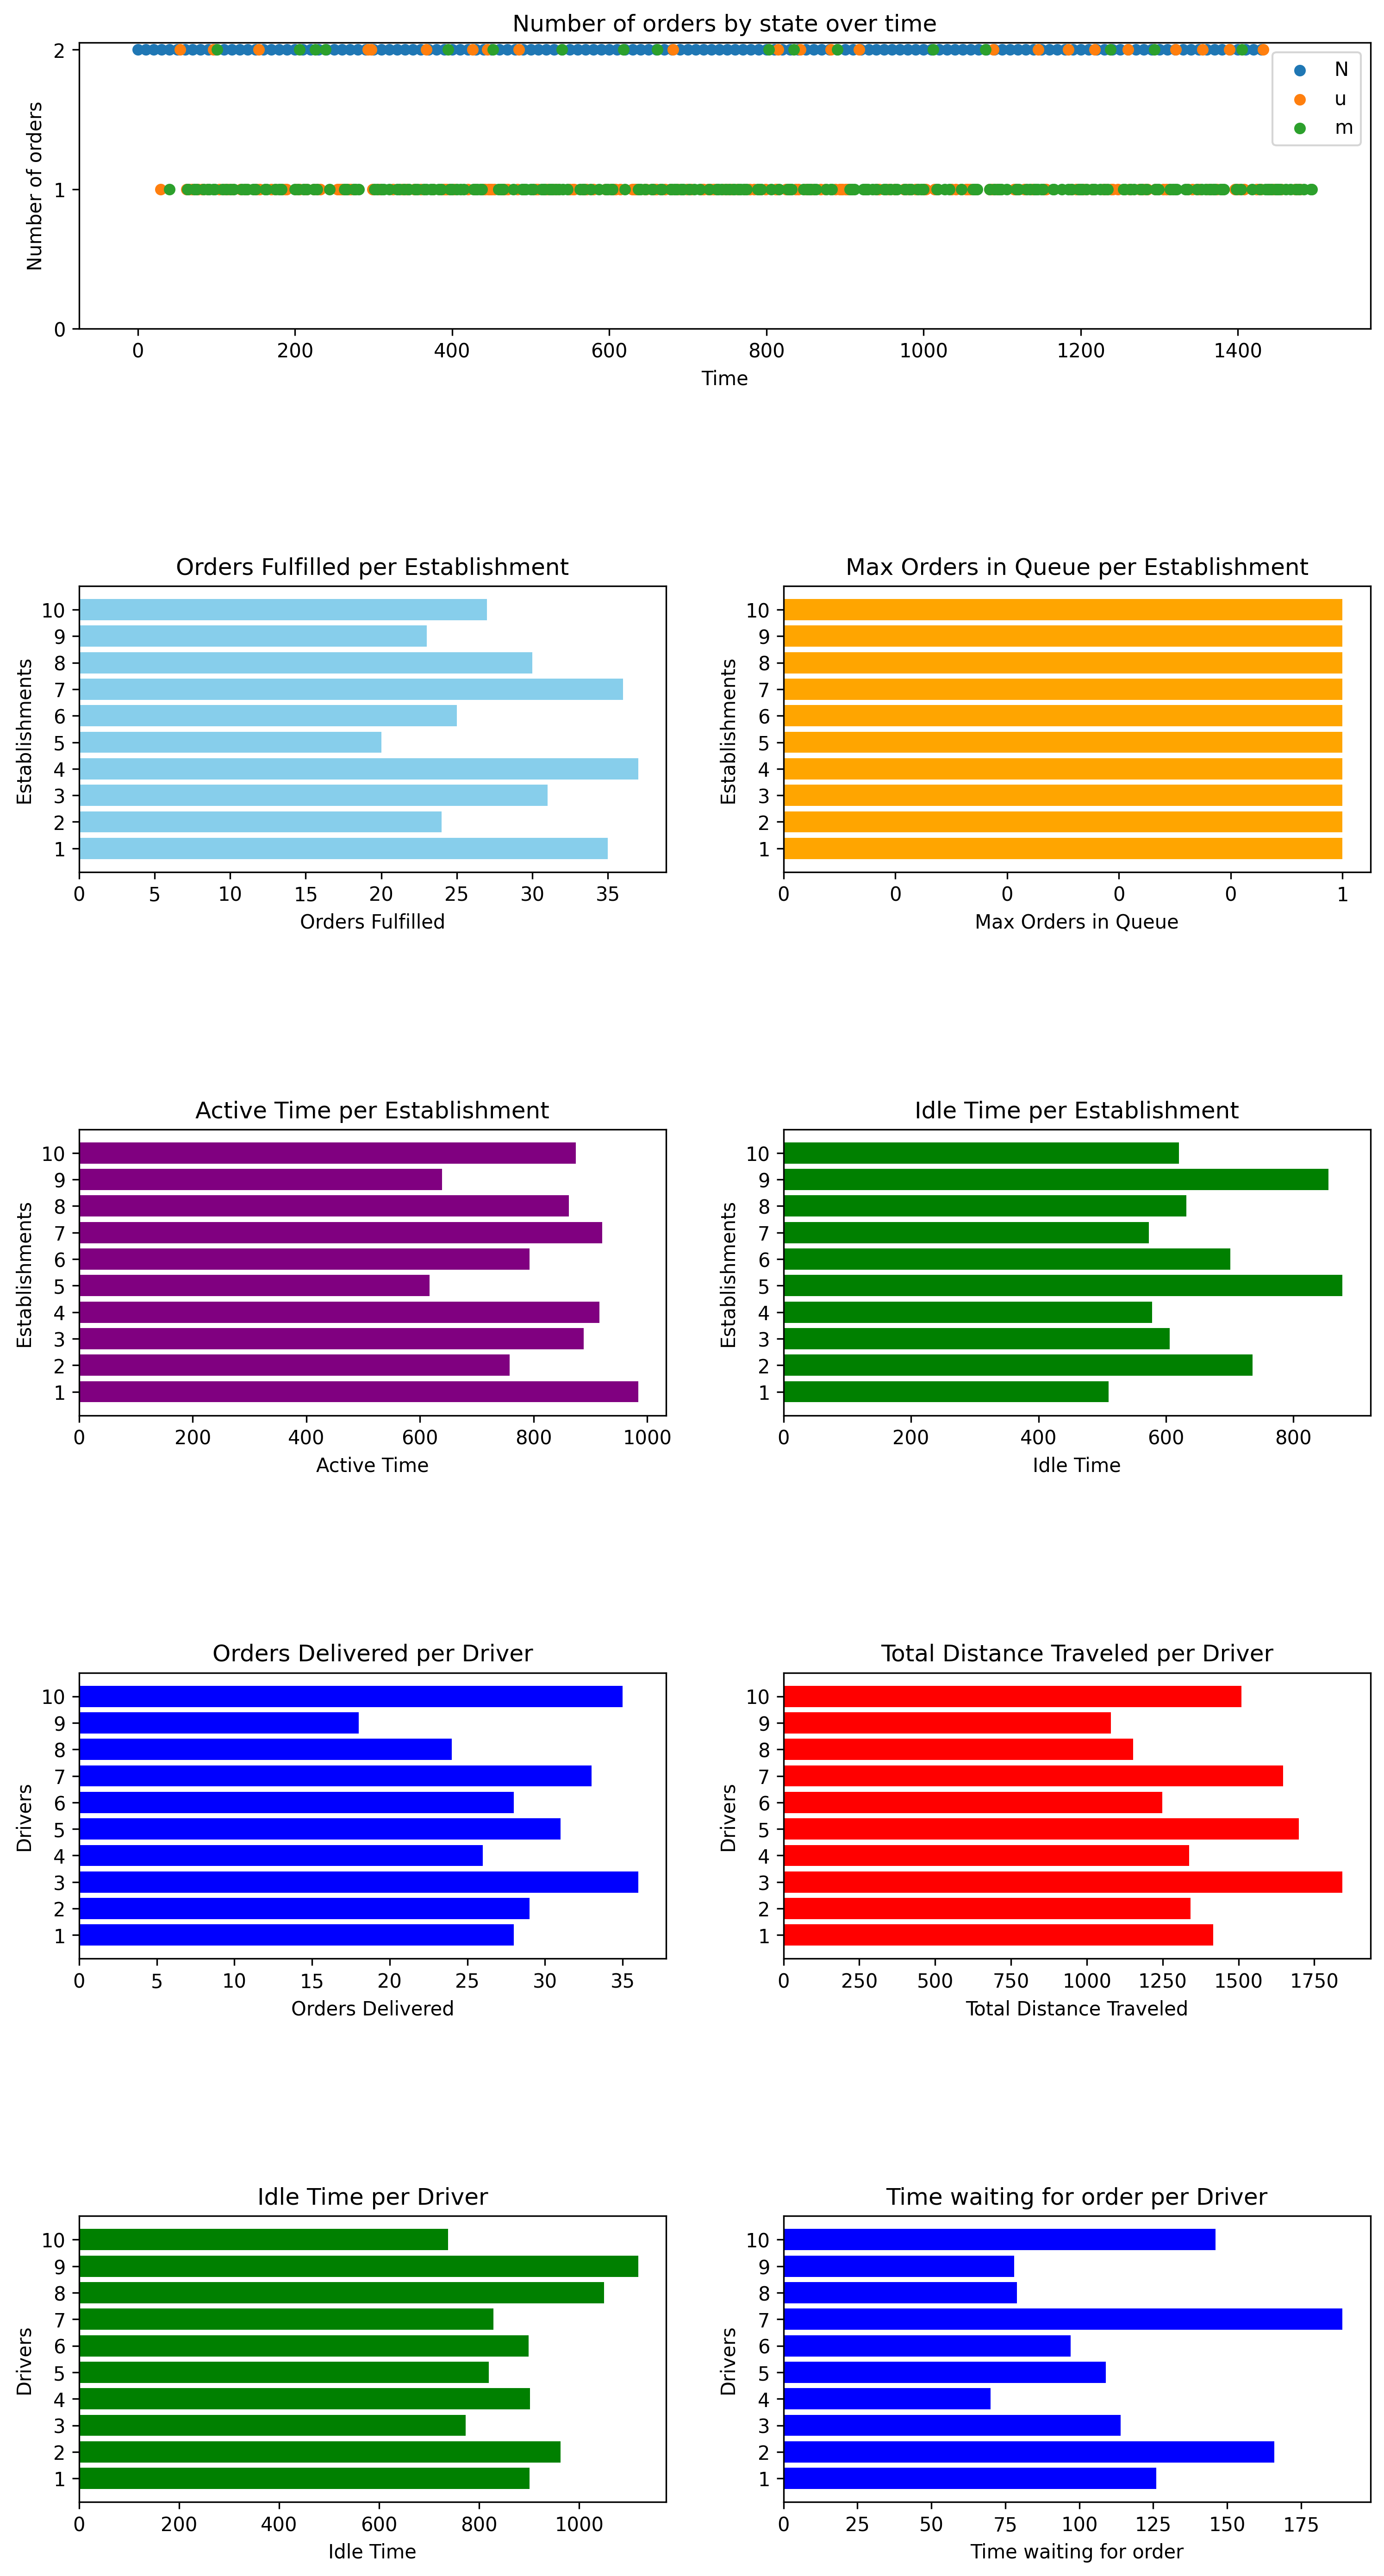 Number of orders by state over time
Number of orders
2
1
0
N
u
m
0 200 400 600 800 1000 1200 1400
Time
Orders Fulfilled per Establishment
Establishments
10
9
8
7
6
5
4
3
2
1
0 5 10 15 20 25 30 35
Orders Fulfilled
Max Orders in Queue per Establishment
Establishments
10
9
8
7
6
5
4
3
2
1
0 0 0 0 0 1
Max Orders in Queue
Active Time per Establishment
Establishments
10
9
8
7
6
5
4
3
2
1
0 200 400 600 800 1000
Active Time
Idle Time per Establishment
Establishments
10
9
8
7
6
5
4
3
2
1
0 200 400 600 800
Idle Time
Orders Delivered per Driver
Drivers
10
9
8
7
6
5
4
3
2
1
0 5 10 15 20 25 30 35
Orders Delivered
Total Distance Traveled per Driver
Drivers
10
9
8
7
6
5
4
3
2
1
0 250 500 750 1000 1250 1500 1750
Total Distance Traveled
Idle Time per Driver
Drivers
10
9
8
7
6
5
4
3
2
1
0 200 400 600 800 1000
Idle Time
Time waiting for order per Driver
Drivers
10
9
8
7
6
5
4
3
2
1
0 25 50 75 100 125 150 175
Time waiting for order